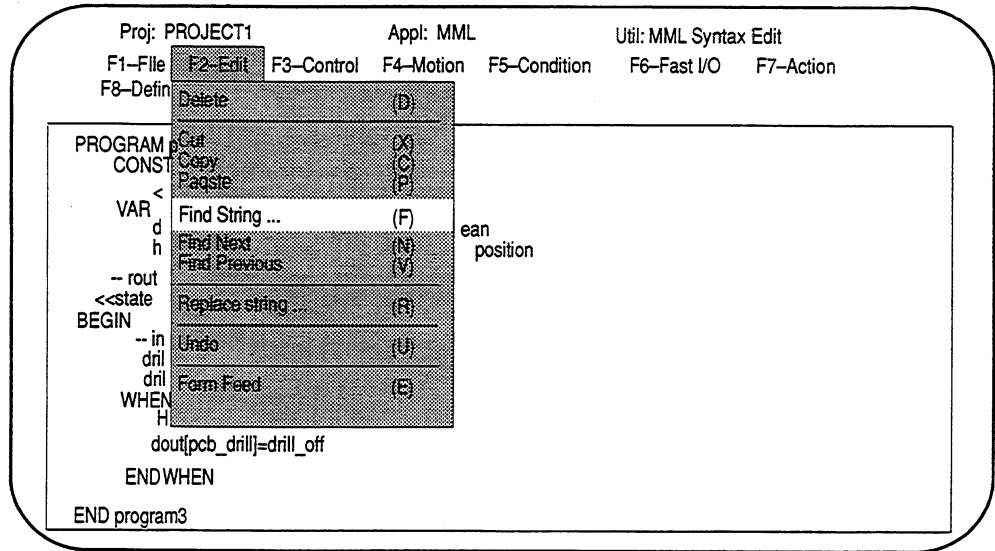 Proj: PROJECT1 Appl: MML Util: MML Syntax Edit
F1–File F2–Edit F3–Control F4–Motion F5–Condition F6–Fast I/O F7–Action
F8–Defin
Delete (D)
PROGRAM p
Cut (X)
CONST
Copy (C)
Paqste (P)
<
VAR
Find String ... (F)
d
ean
h
Find Next (N)
position
Find Previous (V)
-- rout
<<state
Replace string ... (R)
BEGIN
-- in
Undo (U)
dril
dril
Form Feed (E)
WHEN
H
dout[pcb_drill]=drill_off
ENDWHEN
END program3